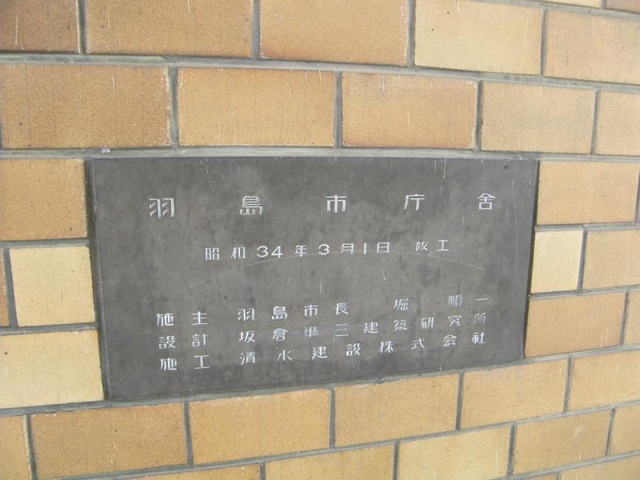 羽島市庁舎
昭和34年3月1日 竣工
施主 羽島市長 堀 順一
設計 坂倉準三建築研究所
施工 清水建設株式会社